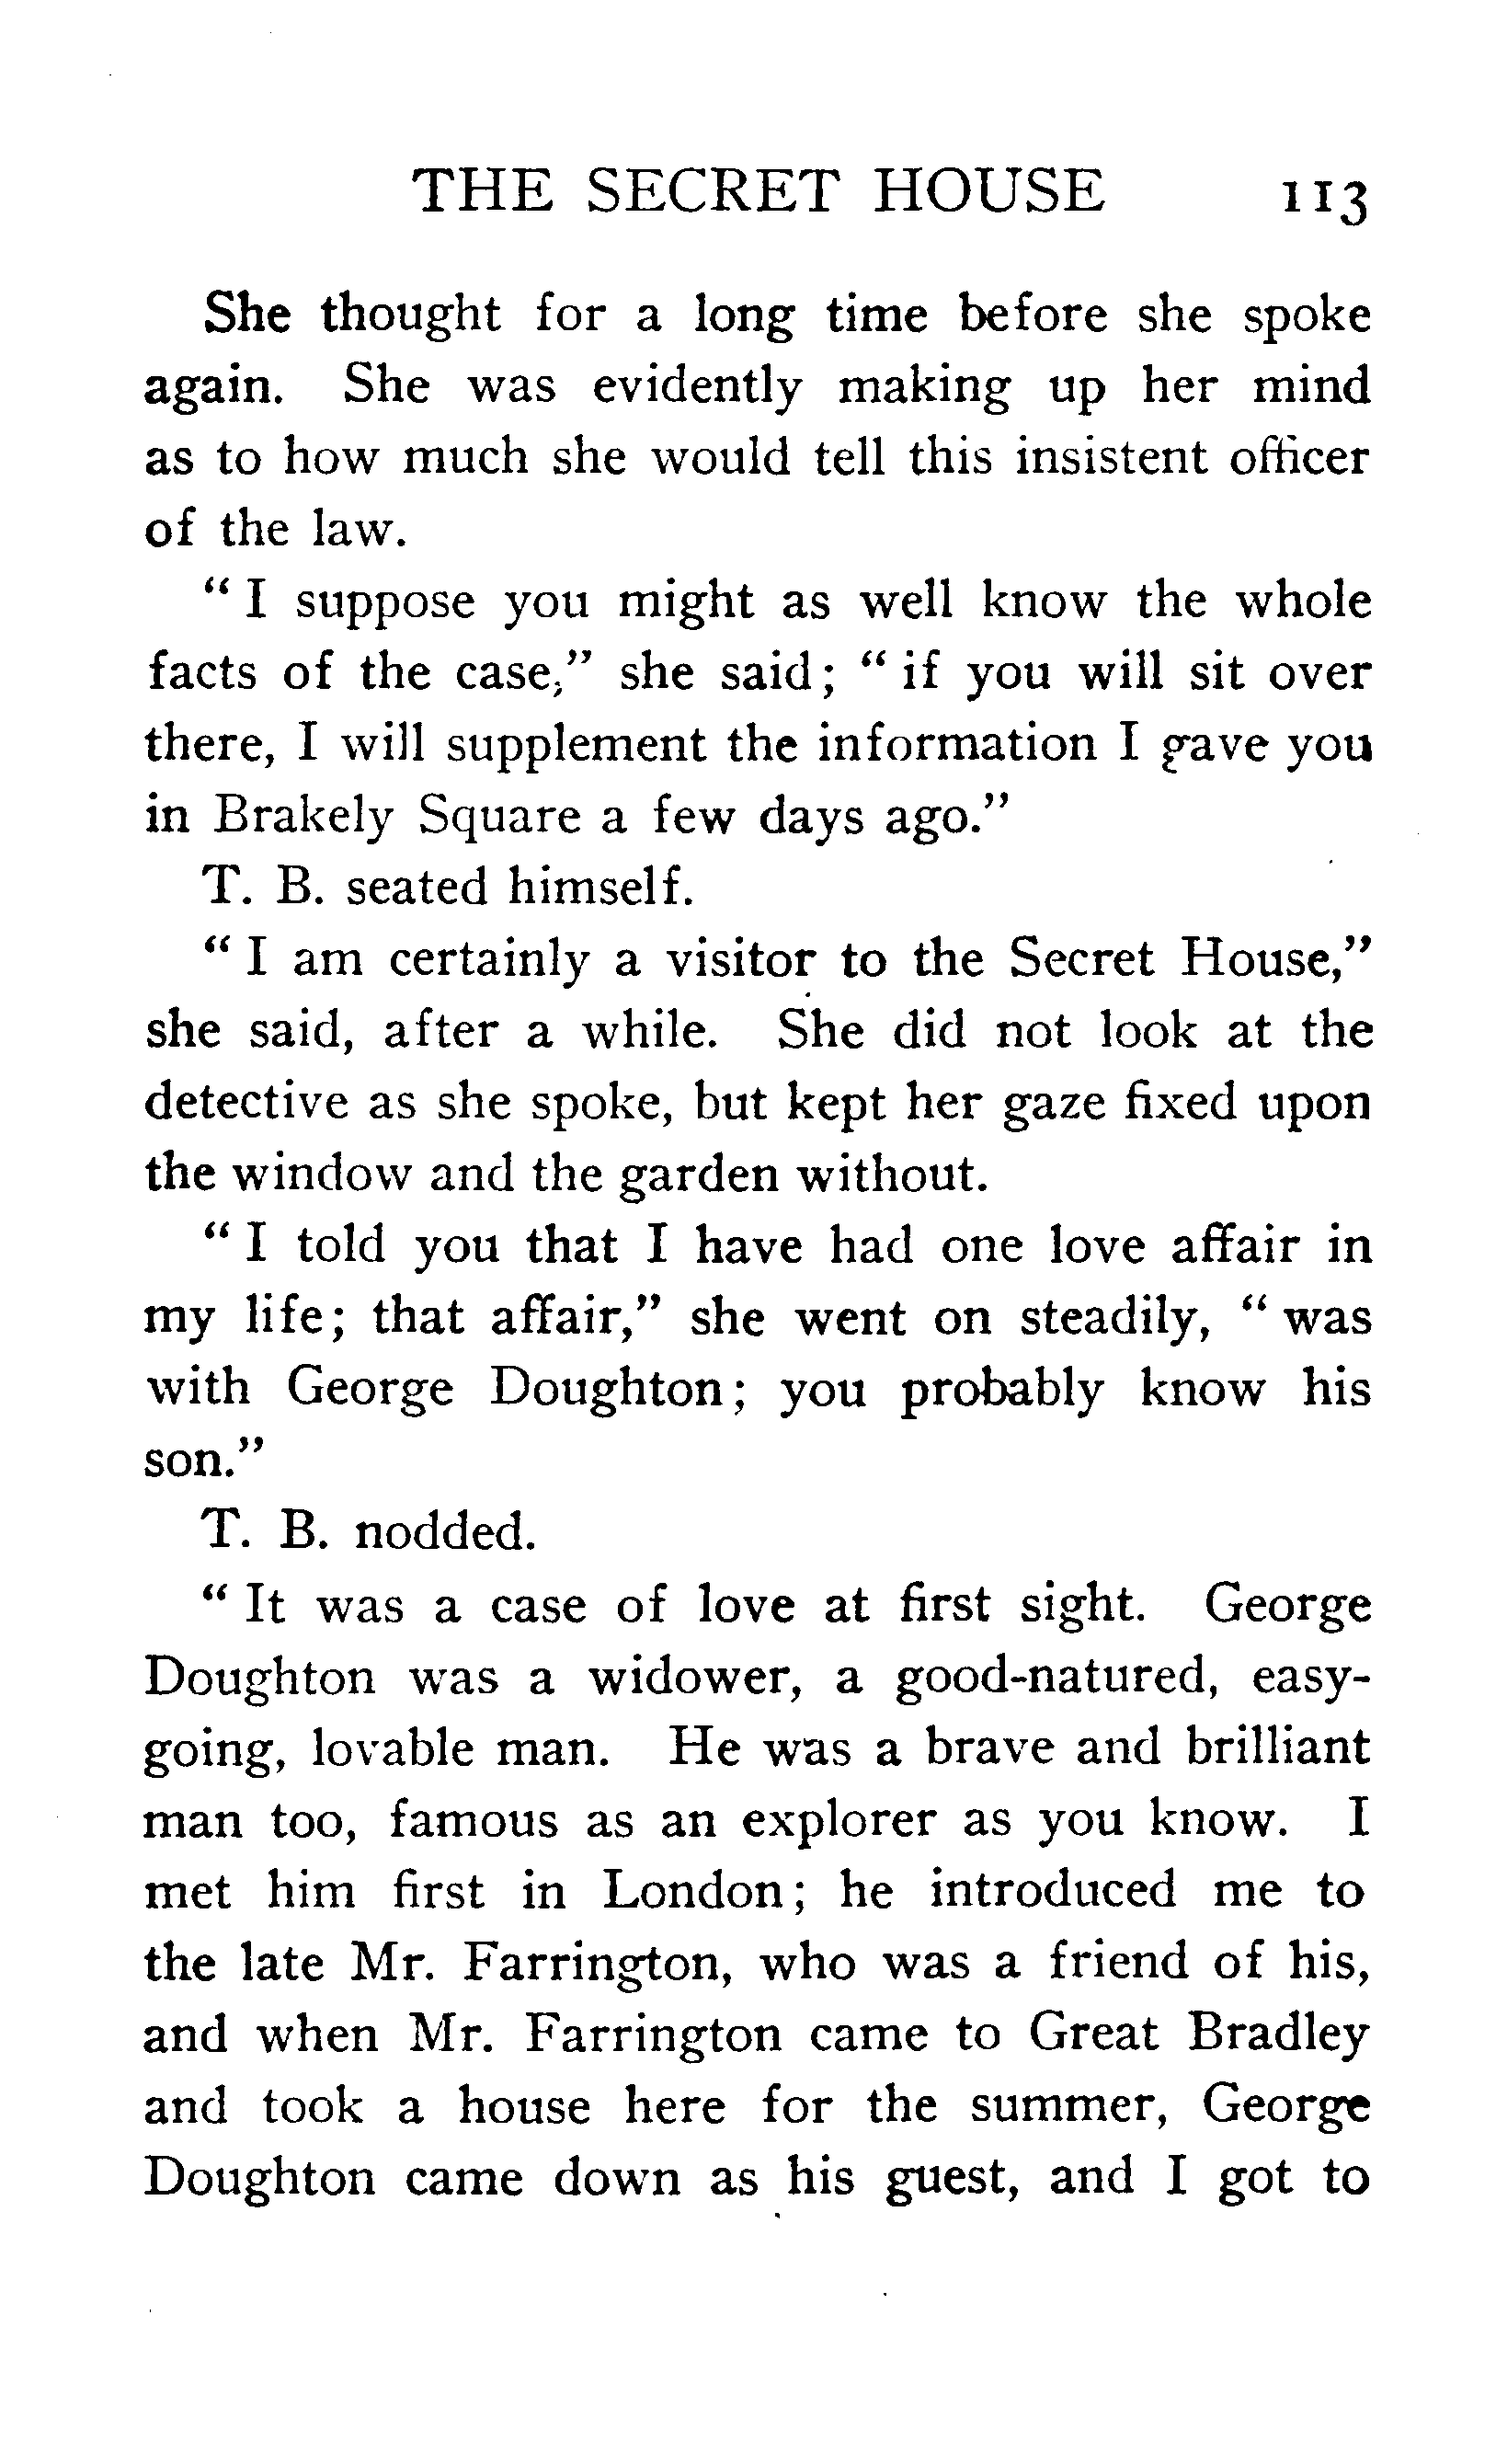 THE SECRET HOUSE 113
She thought for a long time before she spoke
again. She was evidently making up her mind
as to how much she would tell this insistent officer
of the law.
" I suppose you might as well know the whole
facts of the case," she said; " if you will sit over
there, I will supplement the information I gave you
in Brakely Square a few days ago."
T. B. seated himself.
" I am certainly a visitor to the Secret House,"
she said, after a while. She did not look at the
detective as she spoke, but kept her gaze fixed upon
the window and the garden without.
" I told you that I have had one love affair in
my life; that affair," she went on steadily, " was
with George Doughton; you probably know his
son."
T. B. nodded.
" It was a case of love at first sight. George
Doughton was a widower, a good-natured, easy-
going, lovable man. He was a brave and brilliant
man too, famous as an explorer as you know. I
met him first in London; he introduced me to
the late Mr. Farrington, who was a friend of his,
and when Mr. Farrington came to Great Bradley
and took a house here for the summer, George
Doughton came down as his guest, and I got to